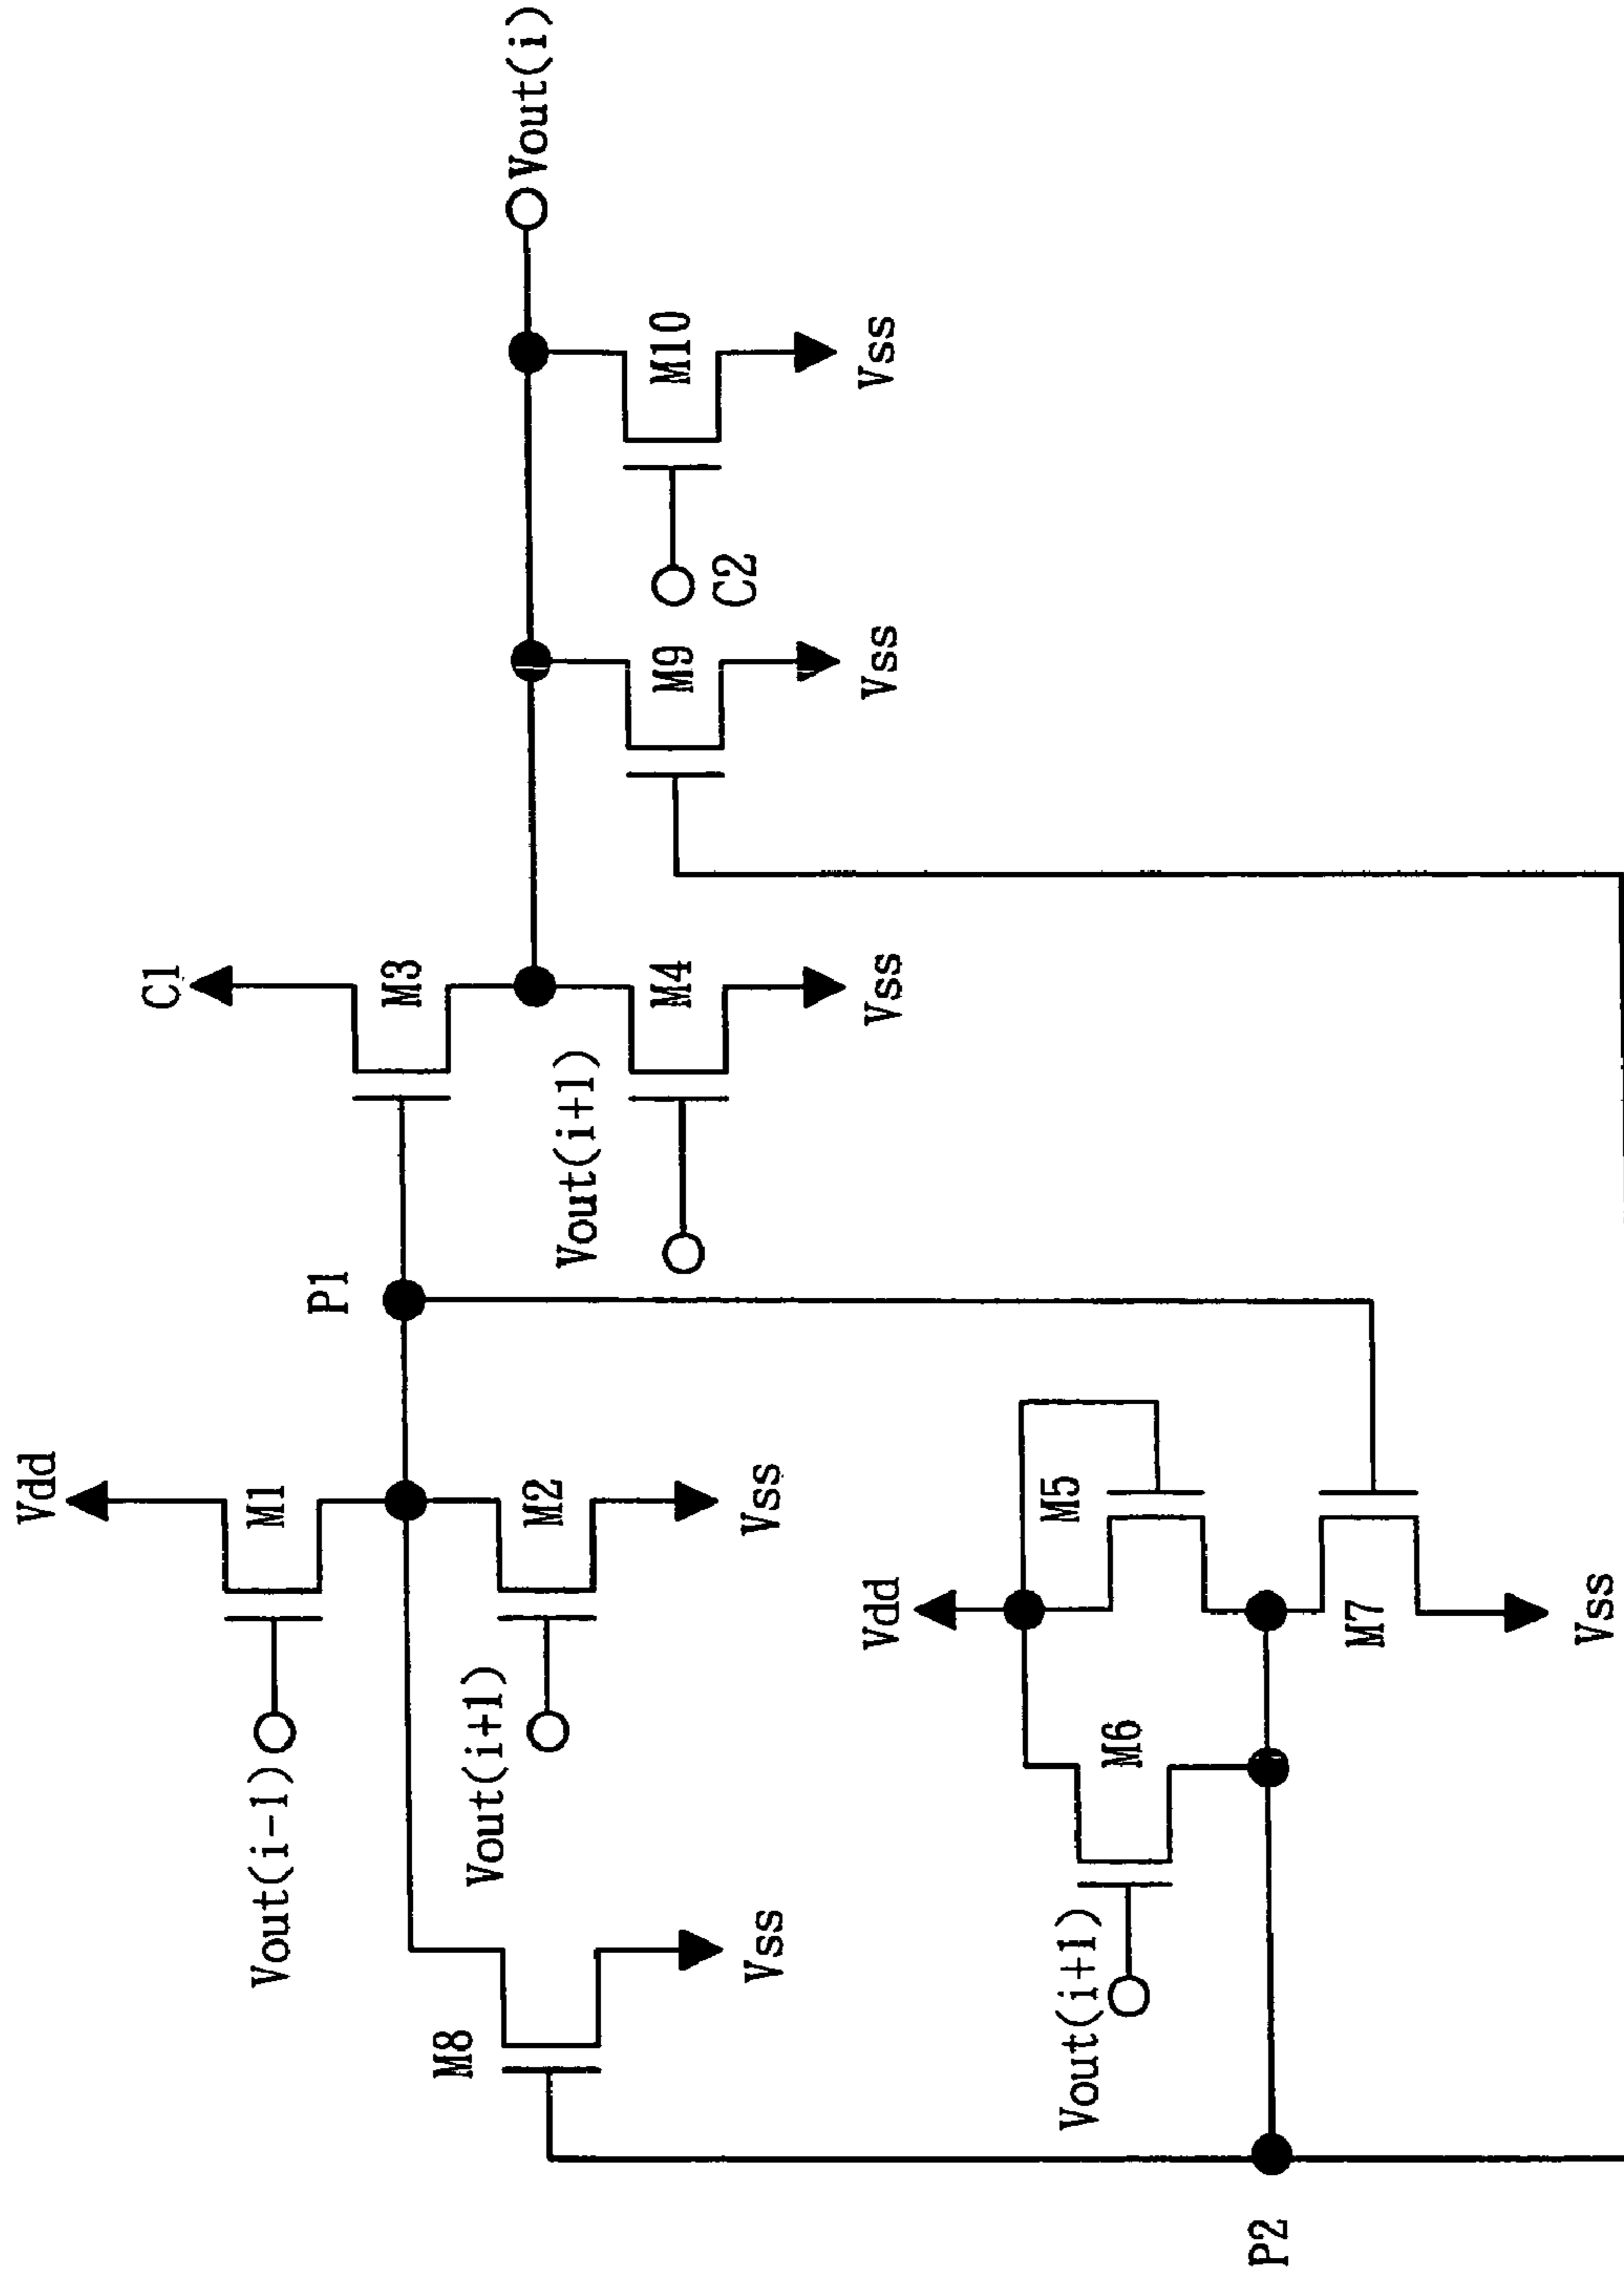 Vdd
C1
M1
Vout(i-1)
P1
M3
M8
Vout(i+1)
M2
Vout(i+1)
M4
M9
M10
Vout(i)
C2
Vss
Vss
Vss
Vss
Vss
Vdd
M5
M6
Vout(i+1)
M7
P2
Vss